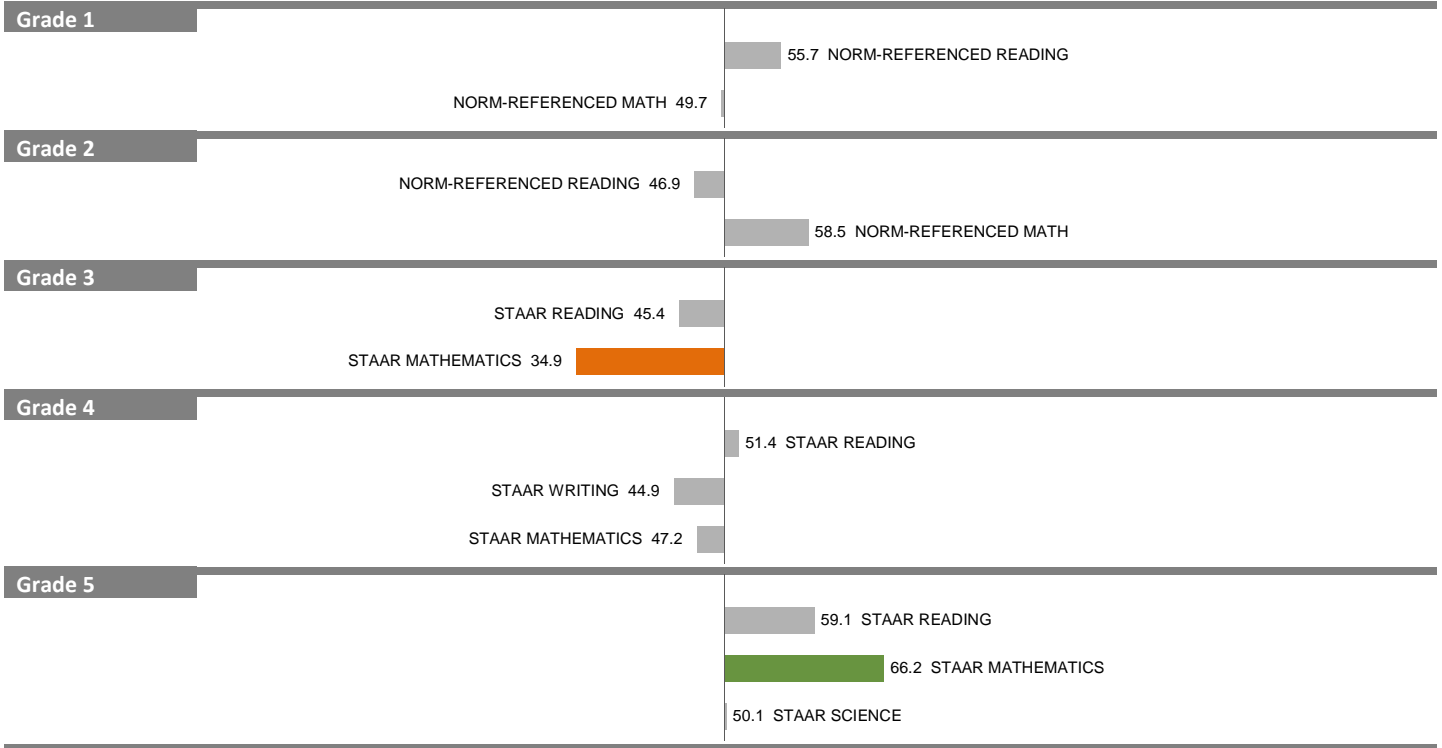 Grade 1
55.7 NORM-REFERENCED READING
NORM-REFERENCED MATH 49.7
Grade 2
NORM-REFERENCED READING 46.9
58.5 NORM-REFERENCED MATH
Grade 3
STAAR READING 45.4
STAAR MATHEMATICS 34.9
Grade 4
51.4 STAAR READING
STAAR WRITING 44.9
STAAR MATHEMATICS 47.2
Grade 5
59.1 STAAR READING
66.2 STAAR MATHEMATICS
50.1 STAAR SCIENCE